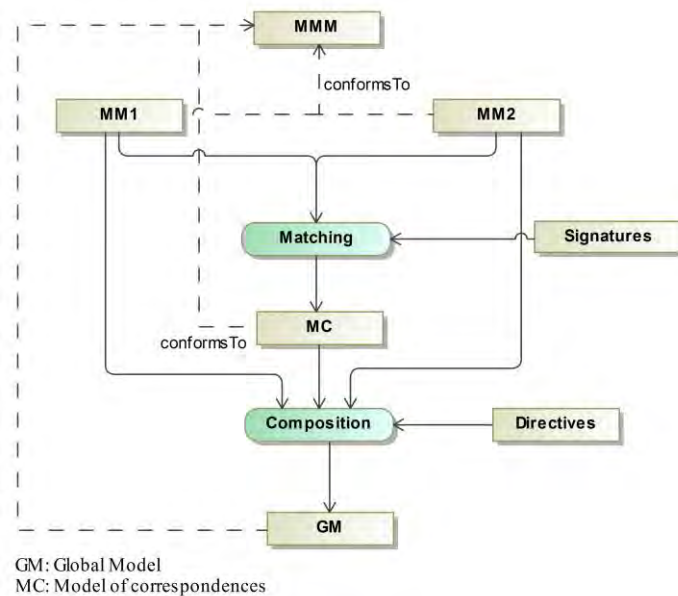 MMM
conformsTo
MM1
MM2
Matching
Signatures
MC
conformsTo
Composition
Directives
GM
GM: Global Model
MC: Model of correspondences